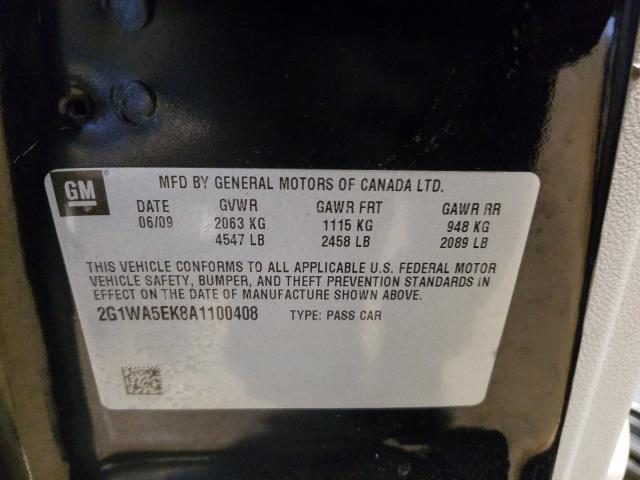 GM
MFD BY GENERAL MOTORS OF CANADA LTD.
DATE GVWR GAWR FRT GAWR RR
06/09 2063 KG 1115 KG 948 KG
4547 LB 2458 LB 2089 LB
THIS VEHICLE CONFORMS TO ALL APPLICABLE U.S. FEDERAL MOTOR
VEHICLE SAFETY, BUMPER, AND THEFT PREVENTION STANDARDS IN
EFFECT ON THE DATE OF MANUFACTURE SHOWN ABOVE.
2G1WA5EK8A1100408 TYPE: PASS CAR